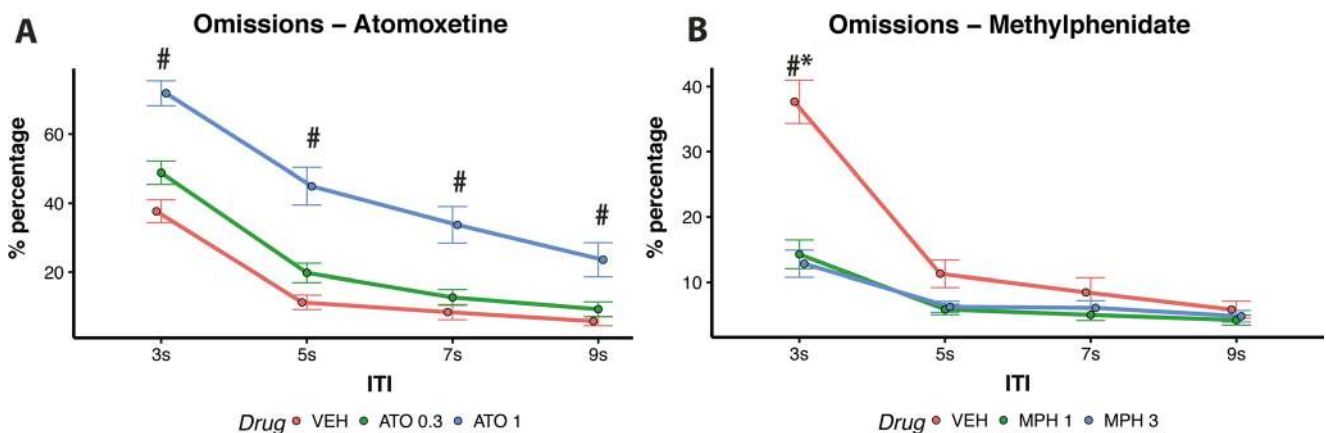 A
Omissions – Atomoxetine
#
#
#
#
% percentage
60
40
20
3s
5s
7s
9s
ITI
Drug VEH ATO 0.3 ATO 1
B
Omissions – Methylphenidate
#*
% percentage
40
30
20
10
3s
5s
7s
9s
ITI
Drug VEH MPH 1 MPH 3